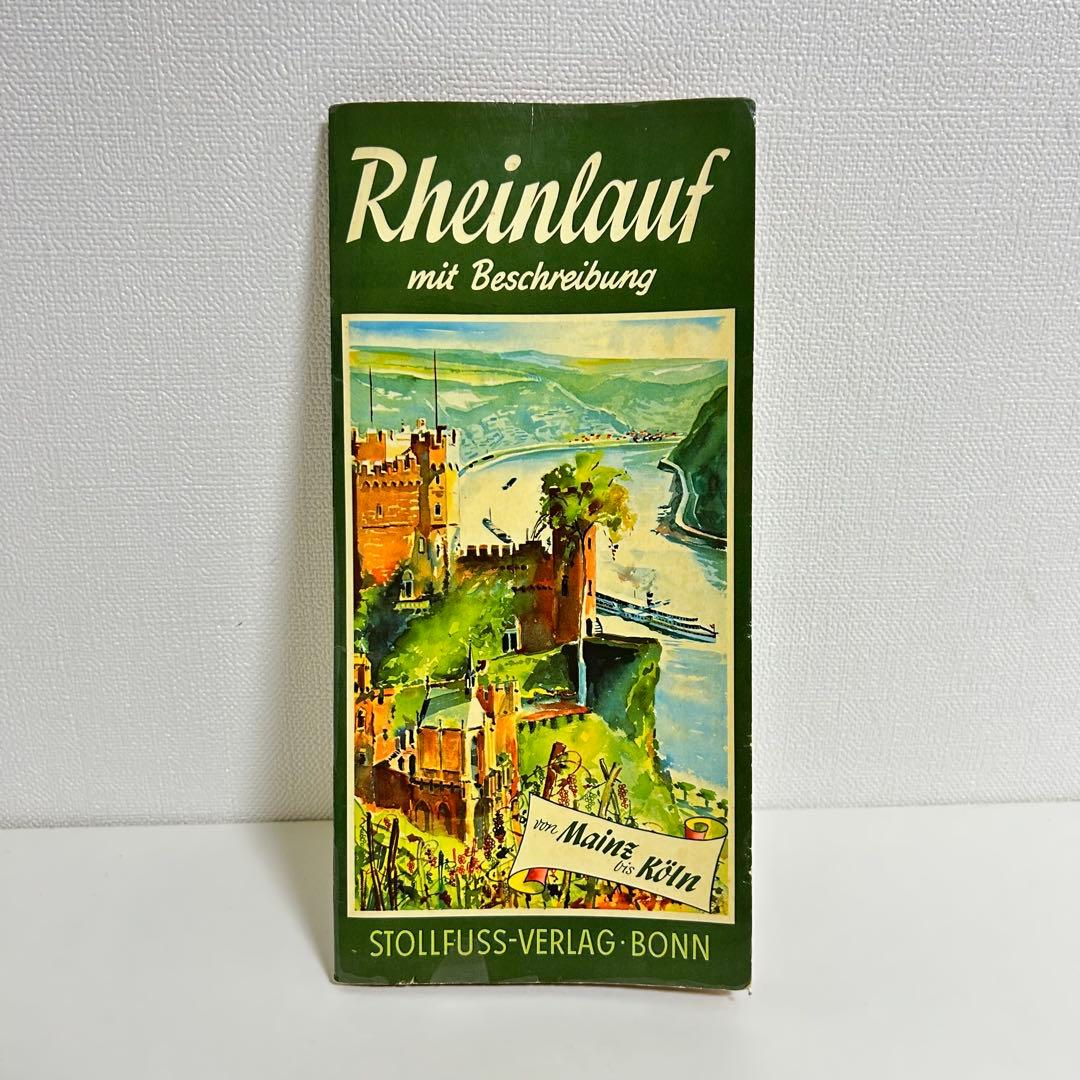 Rheinlauf
mit Beschreibung
von Mainz
bis Köln
STOLLFUSS-VERLAG · BONN